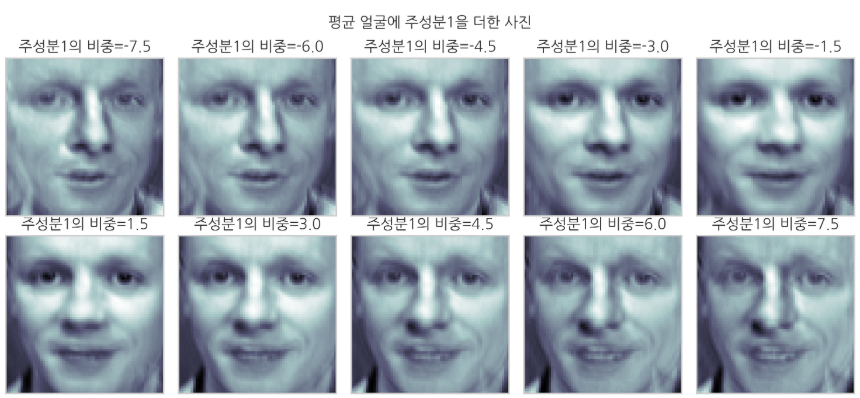 평균 얼굴에 주성분1을 더한 사진
주성분1의 비중=-7.5 주성분1의 비중=-6.0 주성분1의 비중=-4.5 주성분1의 비중=-3.0 주성분1의 비중=-1.5
주성분1의 비중=1.5 주성분1의 비중=3.0 주성분1의 비중=4.5 주성분1의 비중=6.0 주성분1의 비중=7.5